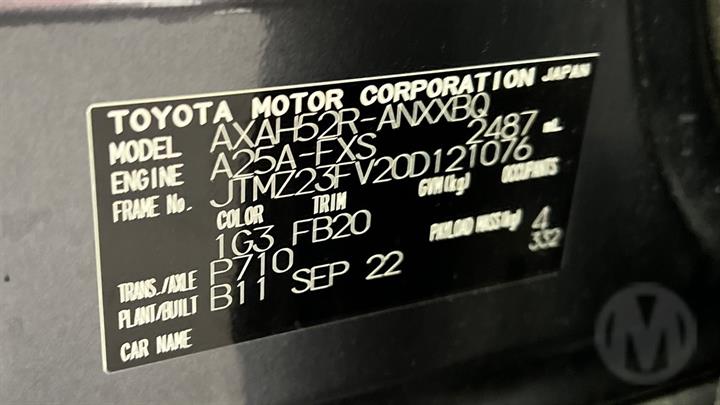 TOYOTA MOTOR CORPORATION JAPAN
MODEL AXAH52R-ANXXBQ
ENGINE A25A-FXS 2487 mL
FRAME No. JTMZ23FV20D121076
COLOR TRIM GVM(kg) OCCUPANTS
1G3 FB20 4
TRANS./AXLE P710 PAYLOAD MASS(kg) 332
PLANT/BUILT B11 SEP 22
CAR NAME
M